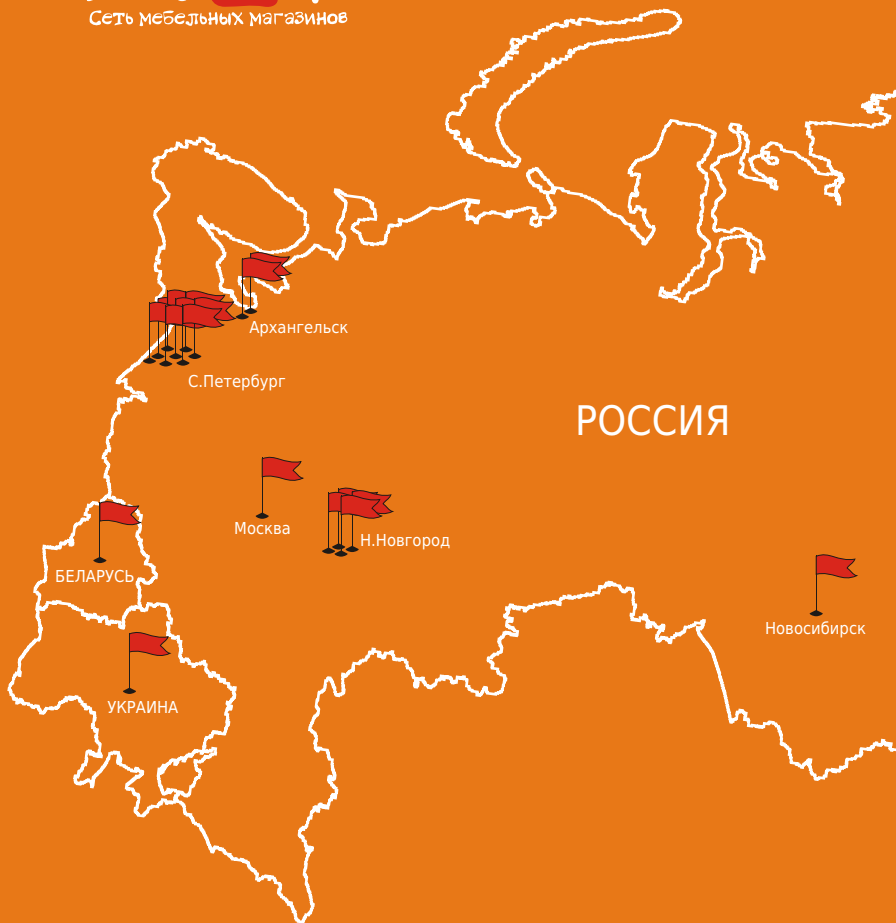 Сеть мебельных магазинов
Архангельск
С.Петербург
РОССИЯ
Москва
Н.Новгород
БЕЛАРУСЬ
Новосибирск
УКРАИНА